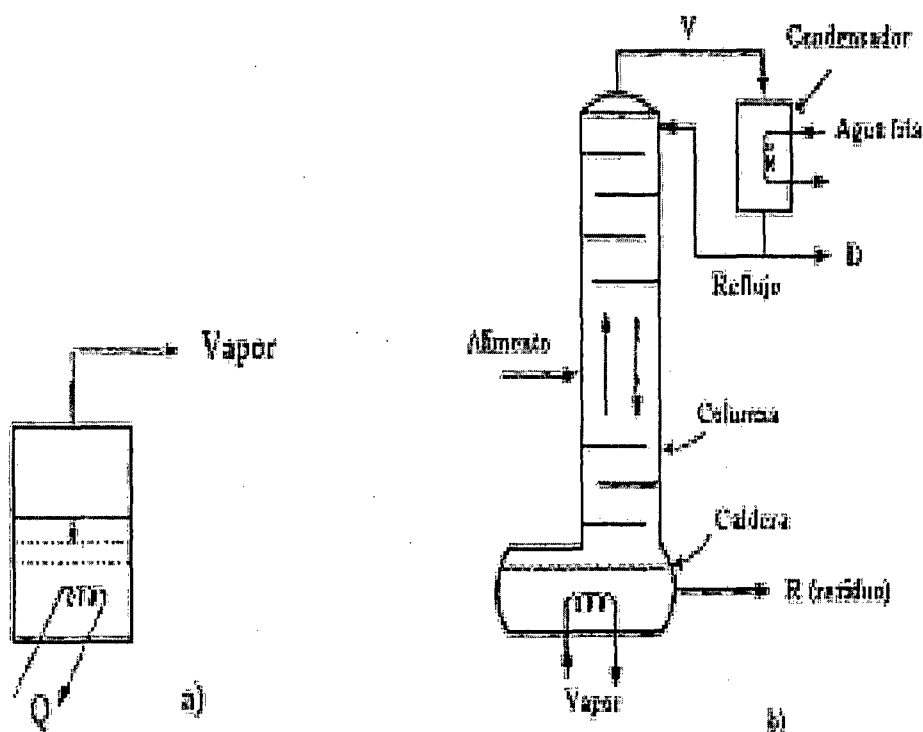 Vapor
Q
a)
V
Condensador
Agua fría
D
Reflujo
Alimento
Columna
Caldera
R (residuo)
Vapor
b)